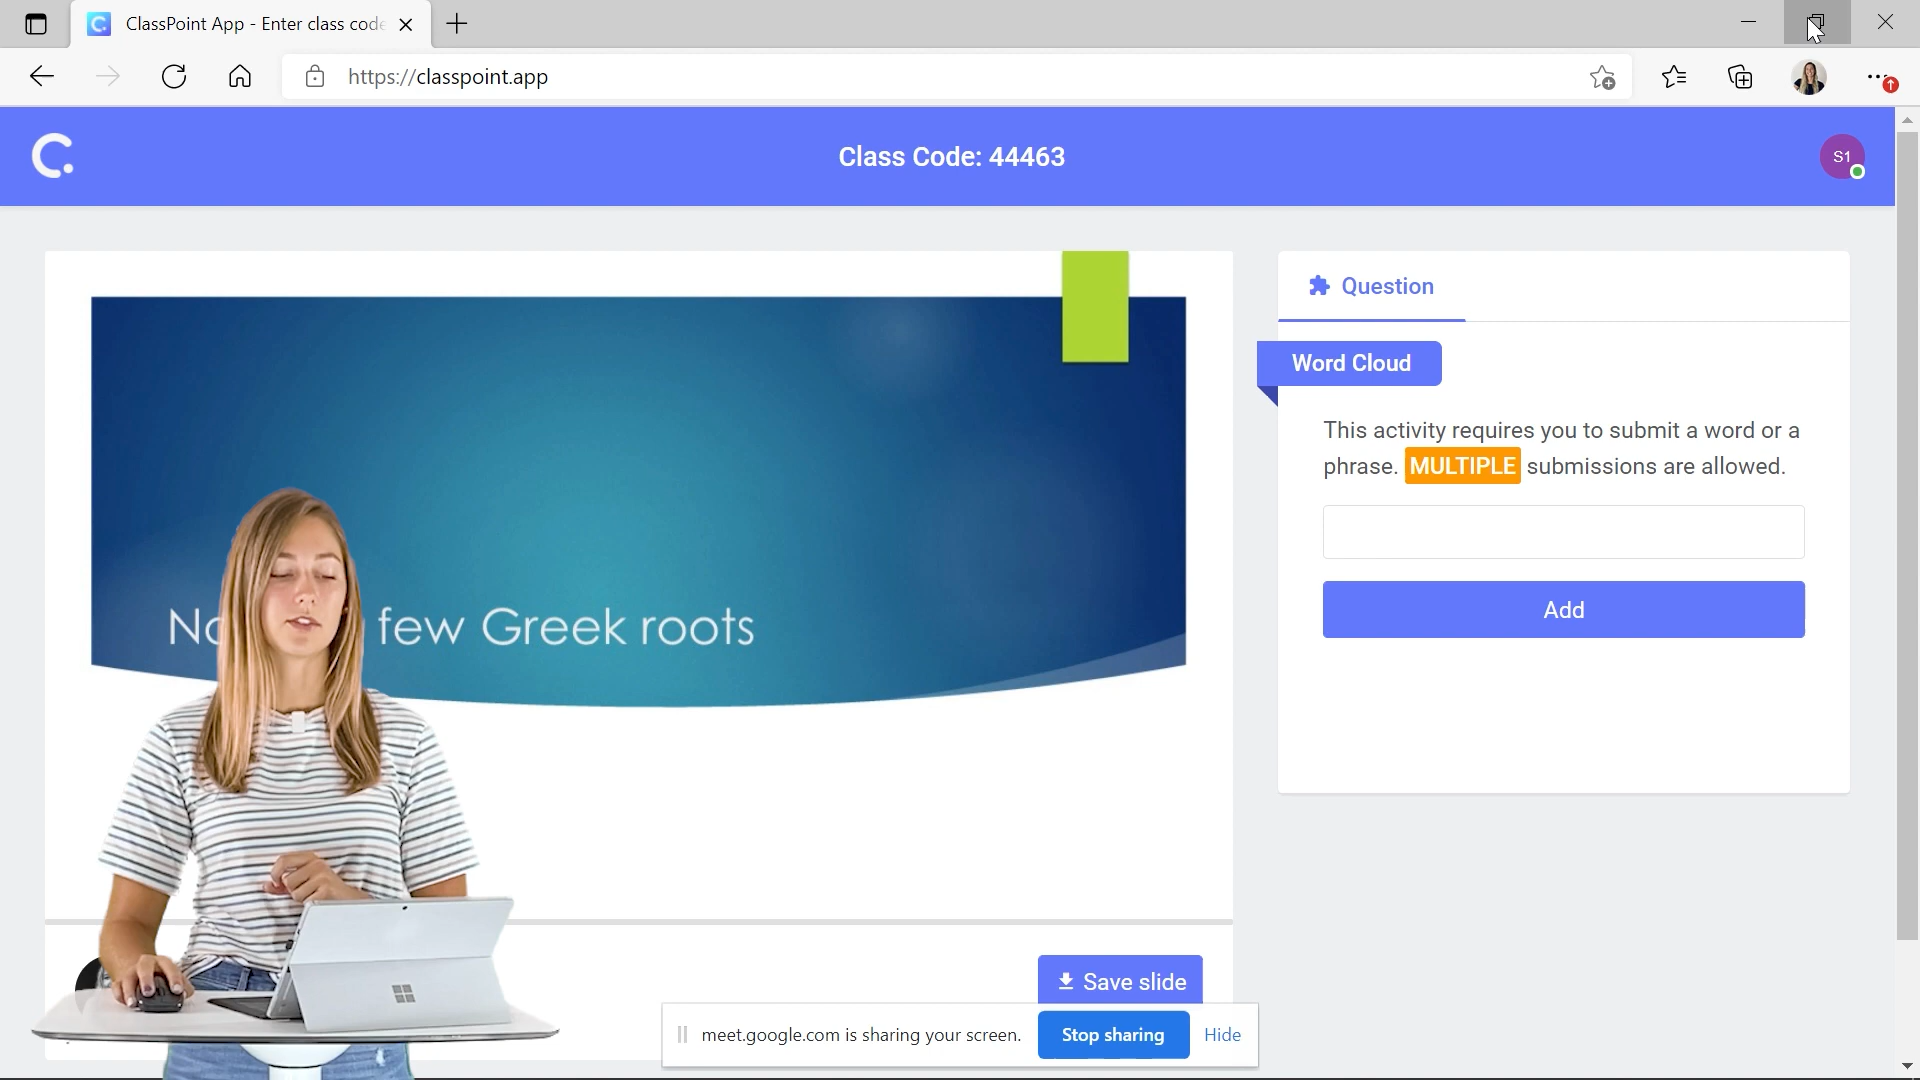 ClassPoint App - Enter class code
https://classpoint.app
Class Code: 44463
S1
Question
Word Cloud
This activity requires you to submit a word or a
phrase. MULTIPLE submissions are allowed.
Add
few Greek roots
Save slide
meet.google.com is sharing your screen.
Stop sharing
Hide